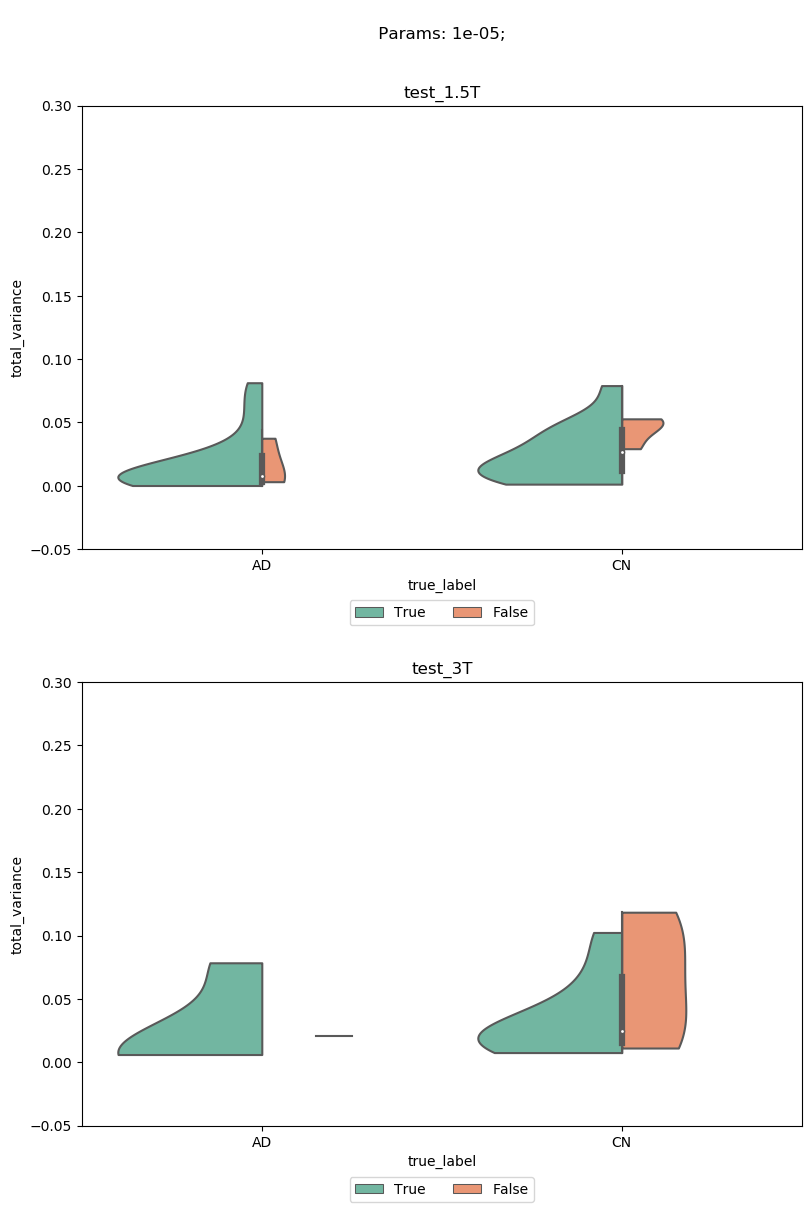 Params: 1e-05;
test_1.5T
0.30
0.25
0.20
0.15
0.10
0.05
0.00
−0.05
total_variance
AD CN
true_label
True False
test_3T
0.30
0.25
0.20
0.15
0.10
0.05
0.00
−0.05
total_variance
AD CN
true_label
True False